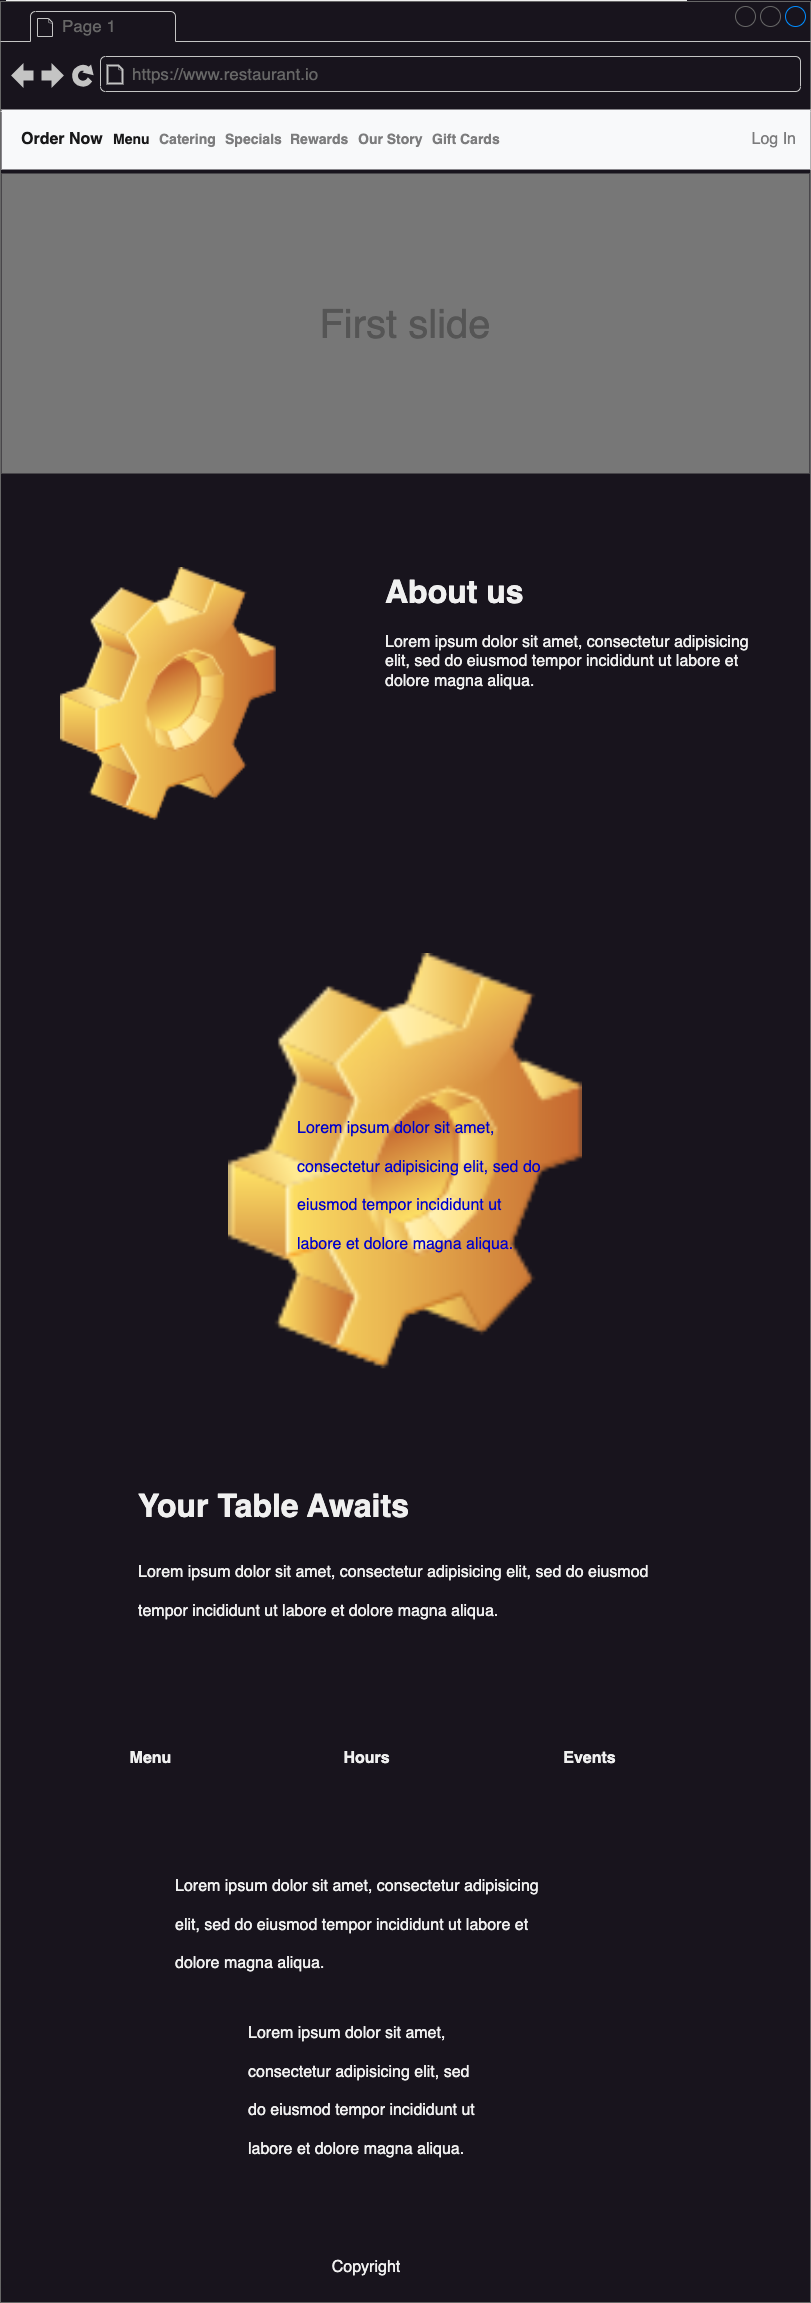 Page 1
https://www.restaurant.io
Order Now Menu Catering Specials Rewards Our Story Gift Cards Log In
First slide
About us
Lorem ipsum dolor sit amet, consectetur adipisicing
elit, sed do eiusmod tempor incididunt ut labore et
dolore magna aliqua.
Lorem ipsum dolor sit amet,
consectetur adipisicing elit, sed do
eiusmod tempor incididunt ut
labore et dolore magna aliqua.
Your Table Awaits
Lorem ipsum dolor sit amet, consectetur adipisicing elit, sed do eiusmod
tempor incididunt ut labore et dolore magna aliqua.
Menu Hours Events
Lorem ipsum dolor sit amet, consectetur adipisicing
elit, sed do eiusmod tempor incididunt ut labore et
dolore magna aliqua.
Lorem ipsum dolor sit amet,
consectetur adipisicing elit, sed
do eiusmod tempor incididunt ut
labore et dolore magna aliqua.
Copyright